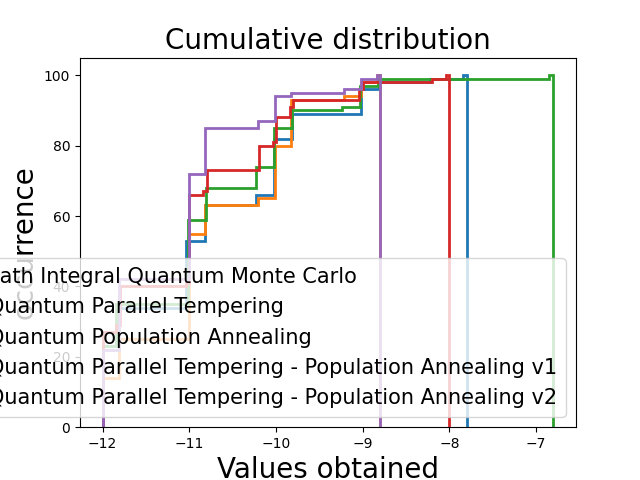 Cumulative distribution
100
80
60
40
20
0
occurrence
ath Integral Quantum Monte Carlo
Quantum Parallel Tempering
Quantum Population Annealing
Quantum Parallel Tempering - Population Annealing v1
Quantum Parallel Tempering - Population Annealing v2
−12 −11 −10 −9 −8 −7
Values obtained